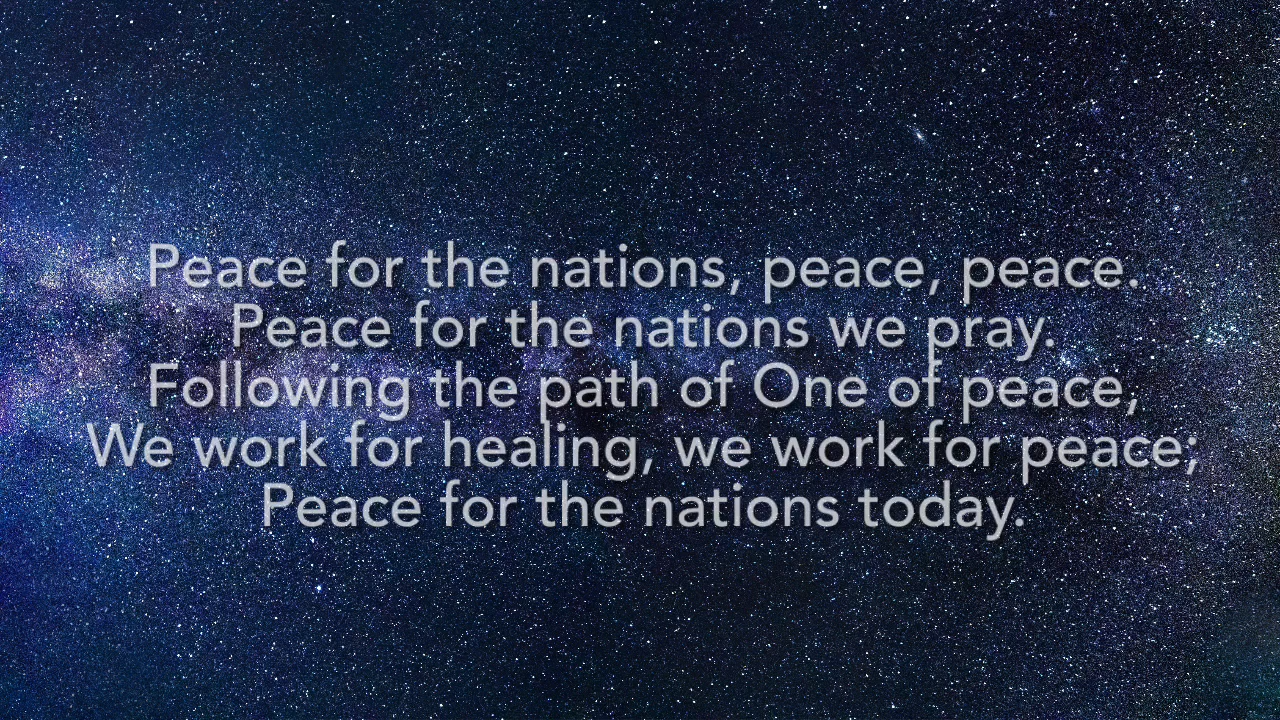 Peace for the nations, peace, peace.
Peace for the nations we pray.
Following the path of One of peace,
We work for healing, we work for peace;
Peace for the nations today.